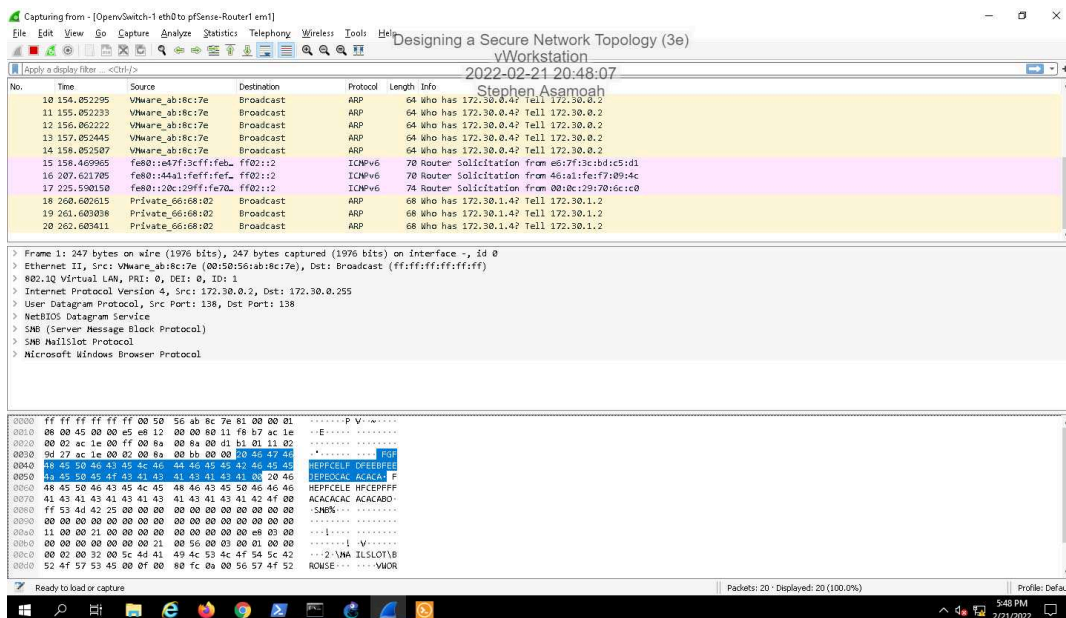 Capturing from - [OpenvSwitch-1 eth0 to pfSense-Router1 em1]
File Edit View Go Capture Analyze Statistics Telephony Wireless Tools Help
Designing a Secure Network Topology (3e)
vWorkstation
2022-02-21 20:48:07
Stephen Asamoah
Apply a display filter ... <Ctrl-/>
No. Time Source Destination Protocol Length Info
10 154.052295 VMware_ab:8c:7e Broadcast ARP 64 Who has 172.30.0.4? Tell 172.30.0.2
11 155.052233 VMware_ab:8c:7e Broadcast ARP 64 Who has 172.30.0.4? Tell 172.30.0.2
12 156.062222 VMware_ab:8c:7e Broadcast ARP 64 Who has 172.30.0.4? Tell 172.30.0.2
13 157.052445 VMware_ab:8c:7e Broadcast ARP 64 Who has 172.30.0.4? Tell 172.30.0.2
14 158.052507 VMware_ab:8c:7e Broadcast ARP 64 Who has 172.30.0.4? Tell 172.30.0.2
15 158.469965 fe80::e47f:3cff:feb… ff02::2 ICMPv6 70 Router Solicitation from e6:7f:3c:bd:c5:d1
16 207.621705 fe80::44a1:feff:fef… ff02::2 ICMPv6 70 Router Solicitation from 46:a1:fe:f7:09:4c
17 225.590150 fe80::20c:29ff:fe70… ff02::2 ICMPv6 74 Router Solicitation from 00:0c:29:70:6c:c0
18 260.602615 Private_66:68:02 Broadcast ARP 68 Who has 172.30.1.4? Tell 172.30.1.2
19 261.603038 Private_66:68:02 Broadcast ARP 68 Who has 172.30.1.4? Tell 172.30.1.2
20 262.603411 Private_66:68:02 Broadcast ARP 68 Who has 172.30.1.4? Tell 172.30.1.2
> Frame 1: 247 bytes on wire (1976 bits), 247 bytes captured (1976 bits) on interface -, id 0
> Ethernet II, Src: VMware_ab:8c:7e (00:50:56:ab:8c:7e), Dst: Broadcast (ff:ff:ff:ff:ff:ff)
> 802.1Q Virtual LAN, PRI: 0, DEI: 0, ID: 1
> Internet Protocol Version 4, Src: 172.30.0.2, Dst: 172.30.0.255
> User Datagram Protocol, Src Port: 138, Dst Port: 138
> NetBIOS Datagram Service
> SMB (Server Message Block Protocol)
> SMB MailSlot Protocol
> Microsoft Windows Browser Protocol
0000 ff ff ff ff ff ff 00 50 56 ab 8c 7e 81 00 00 01 ·······P V··~····
0010 08 00 45 00 00 e5 e8 12 00 00 80 11 f8 b7 ac 1e ··E····· ········
0020 00 02 ac 1e 00 ff 00 8a 00 8a 00 d1 b1 01 11 02 ········ ········
0030 9d 27 ac 1e 00 02 00 8a 00 bb 00 00 20 46 47 46 ·'······ ···· FGF
0040 48 45 50 46 43 45 4c 46 44 46 45 45 42 46 45 45 HEPFCELF DFEEBFEE
0050 4a 45 50 45 4f 43 41 43 41 43 41 43 41 00 20 46 JEPEOCAC ACACA· F
0060 48 45 50 46 43 45 4c 45 48 46 43 45 50 46 46 46 HEPFCELE HFCEPFFF
0070 41 43 41 43 41 43 41 43 41 43 41 43 41 42 4f 00 ACACACAC ACACABO·
0080 ff 53 4d 42 25 00 00 00 00 00 00 00 00 00 00 00 ·SMB%··· ········
0090 00 00 00 00 00 00 00 00 00 00 00 00 00 00 00 00 ········ ········
00a0 11 00 00 21 00 00 00 00 00 00 00 00 00 e8 03 00 ···!···· ········
00b0 00 00 00 00 00 00 00 21 00 56 00 03 00 01 00 00 ·······! ·V······
00c0 00 02 00 32 00 5c 4d 41 49 4c 53 4c 4f 54 5c 42 ···2·\MA ILSLOT\B
00d0 52 4f 57 53 45 00 0f 00 80 fc 0a 00 56 57 4f 52 ROWSE··· ····VWOR
Ready to load or capture
Packets: 20 · Displayed: 20 (100.0%)
Profile: Defau
5:48 PM
2/21/2022